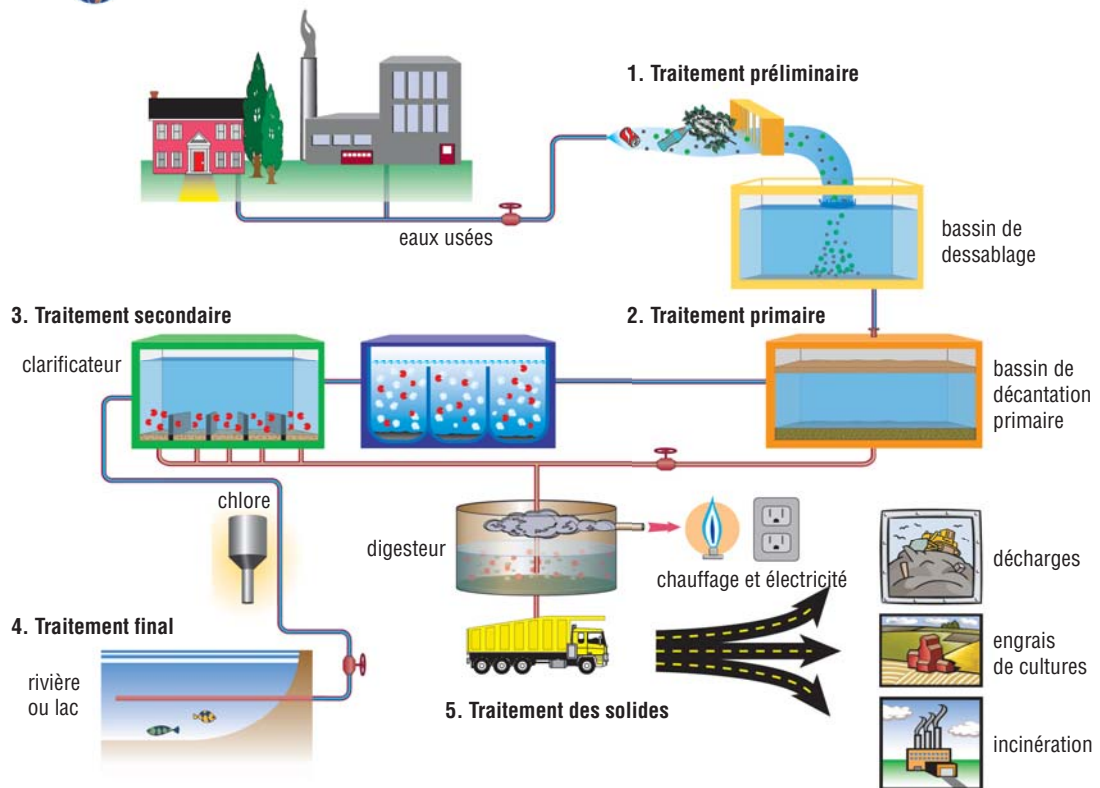 1. Traitement préliminaire
eaux usées
bassin de
dessablage
3. Traitement secondaire
2. Traitement primaire
clarificateur
bassin de
décantation
primaire
chlore
digesteur
chauffage et électricité
décharges
4. Traitement final
engrais
de cultures
rivière
ou lac
5. Traitement des solides
incinération